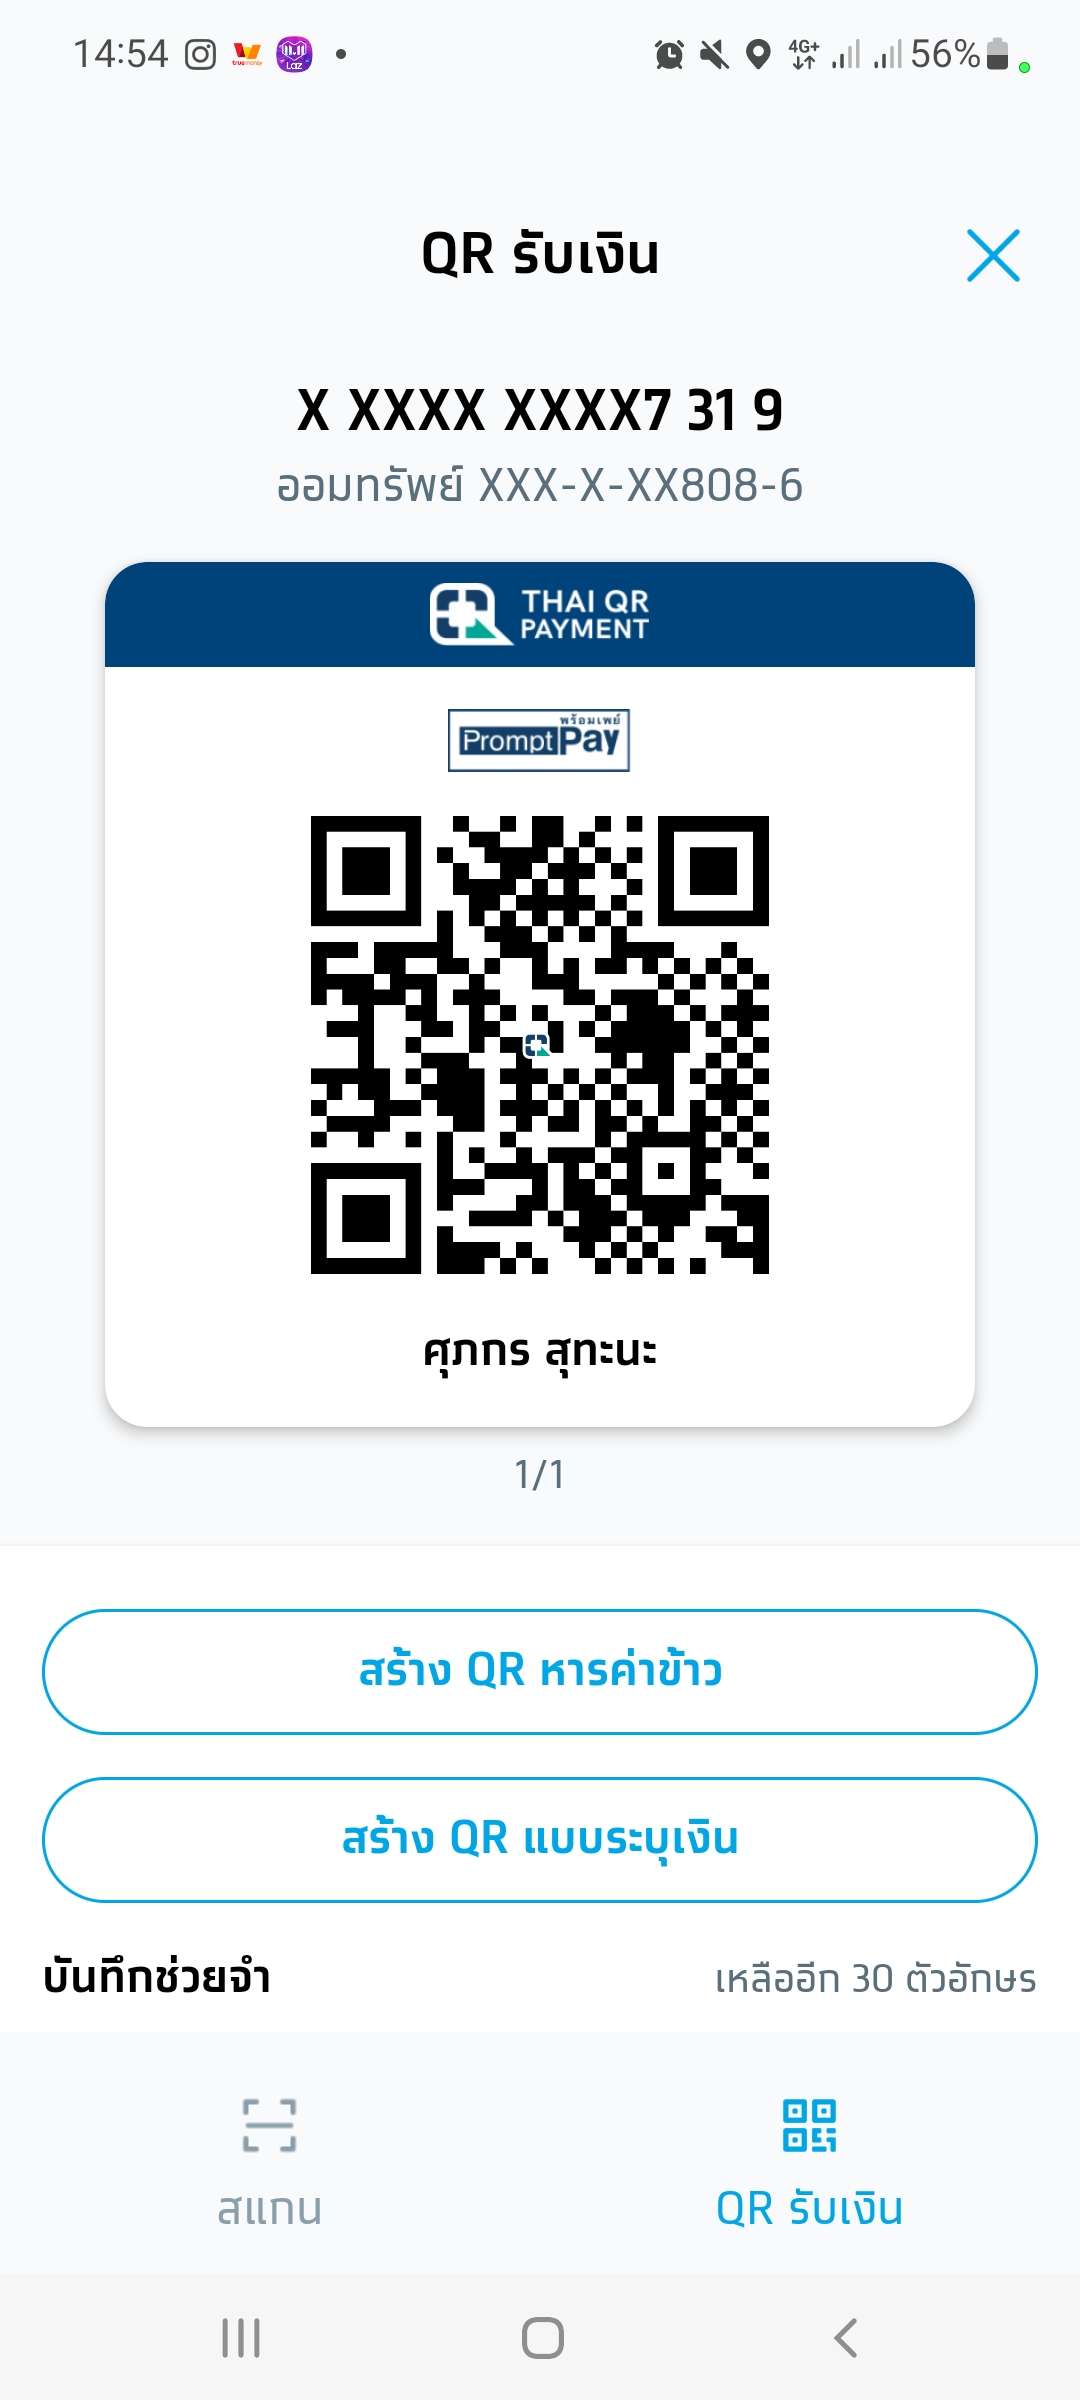 14:54
4G+
56%
QR รับเงิน
X XXXX XXXX7 31 9
ออมทรัพย์ XXX-X-XX808-6
THAI QR
PAYMENT
พร้อมเพย์
PromptPay
ศุภกร สุทะนะ
1/1
สร้าง QR หารค่าข้าว
สร้าง QR แบบระบุเงิน
บันทึกช่วยจำ
เหลืออีก 30 ตัวอักษร
สแกน
QR รับเงิน